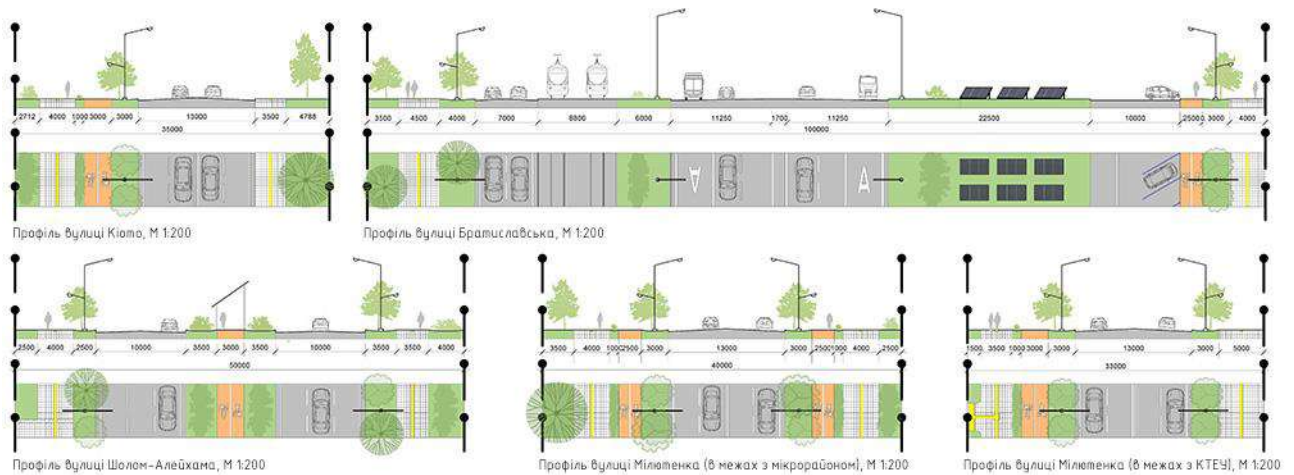 2712 4000 1000 3000 3000 13000 3500 4788
35000
Профіль вулиці Кіото, М 1:200
3500 4500 4000 7000 8800 6000 11250 1700 11250 22500 10000 25000 3000 4000
100000
Профіль вулиці Братиславська, М 1:200
2500 4000 2500 10000 3500 3000 3500 10000 3500 3500 4000
50000
Профіль вулиці Шолом-Алейхама, М 1:200
3500 4000 2500 3000 13000 3000 2500 4000 2500
40000
Профіль вулиці Мілютенка (в межах з мікрорайоном), М 1:200
1500 3500 1000 3000 3000 13000 3000 5000
33000
Профіль вулиці Мілютенка (в межах з КТЕУ), М 1:200